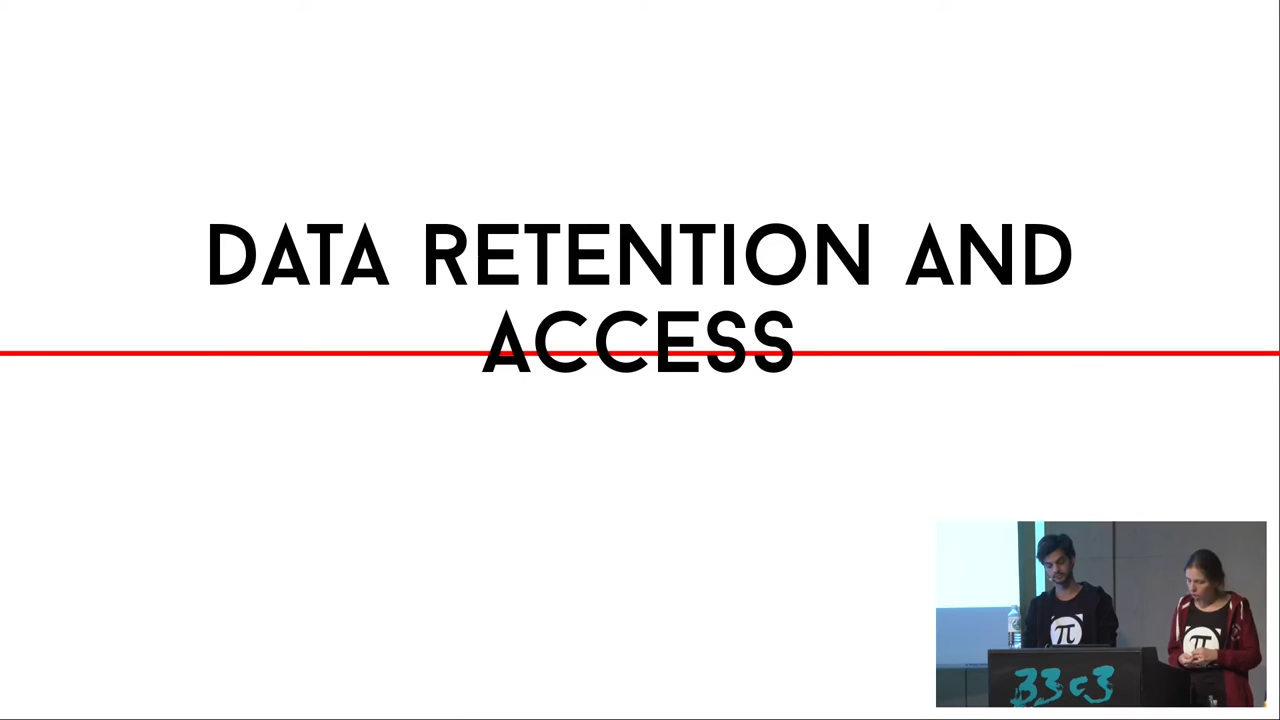 DATA RETENTION AND
ACCESS
π
π
33c3